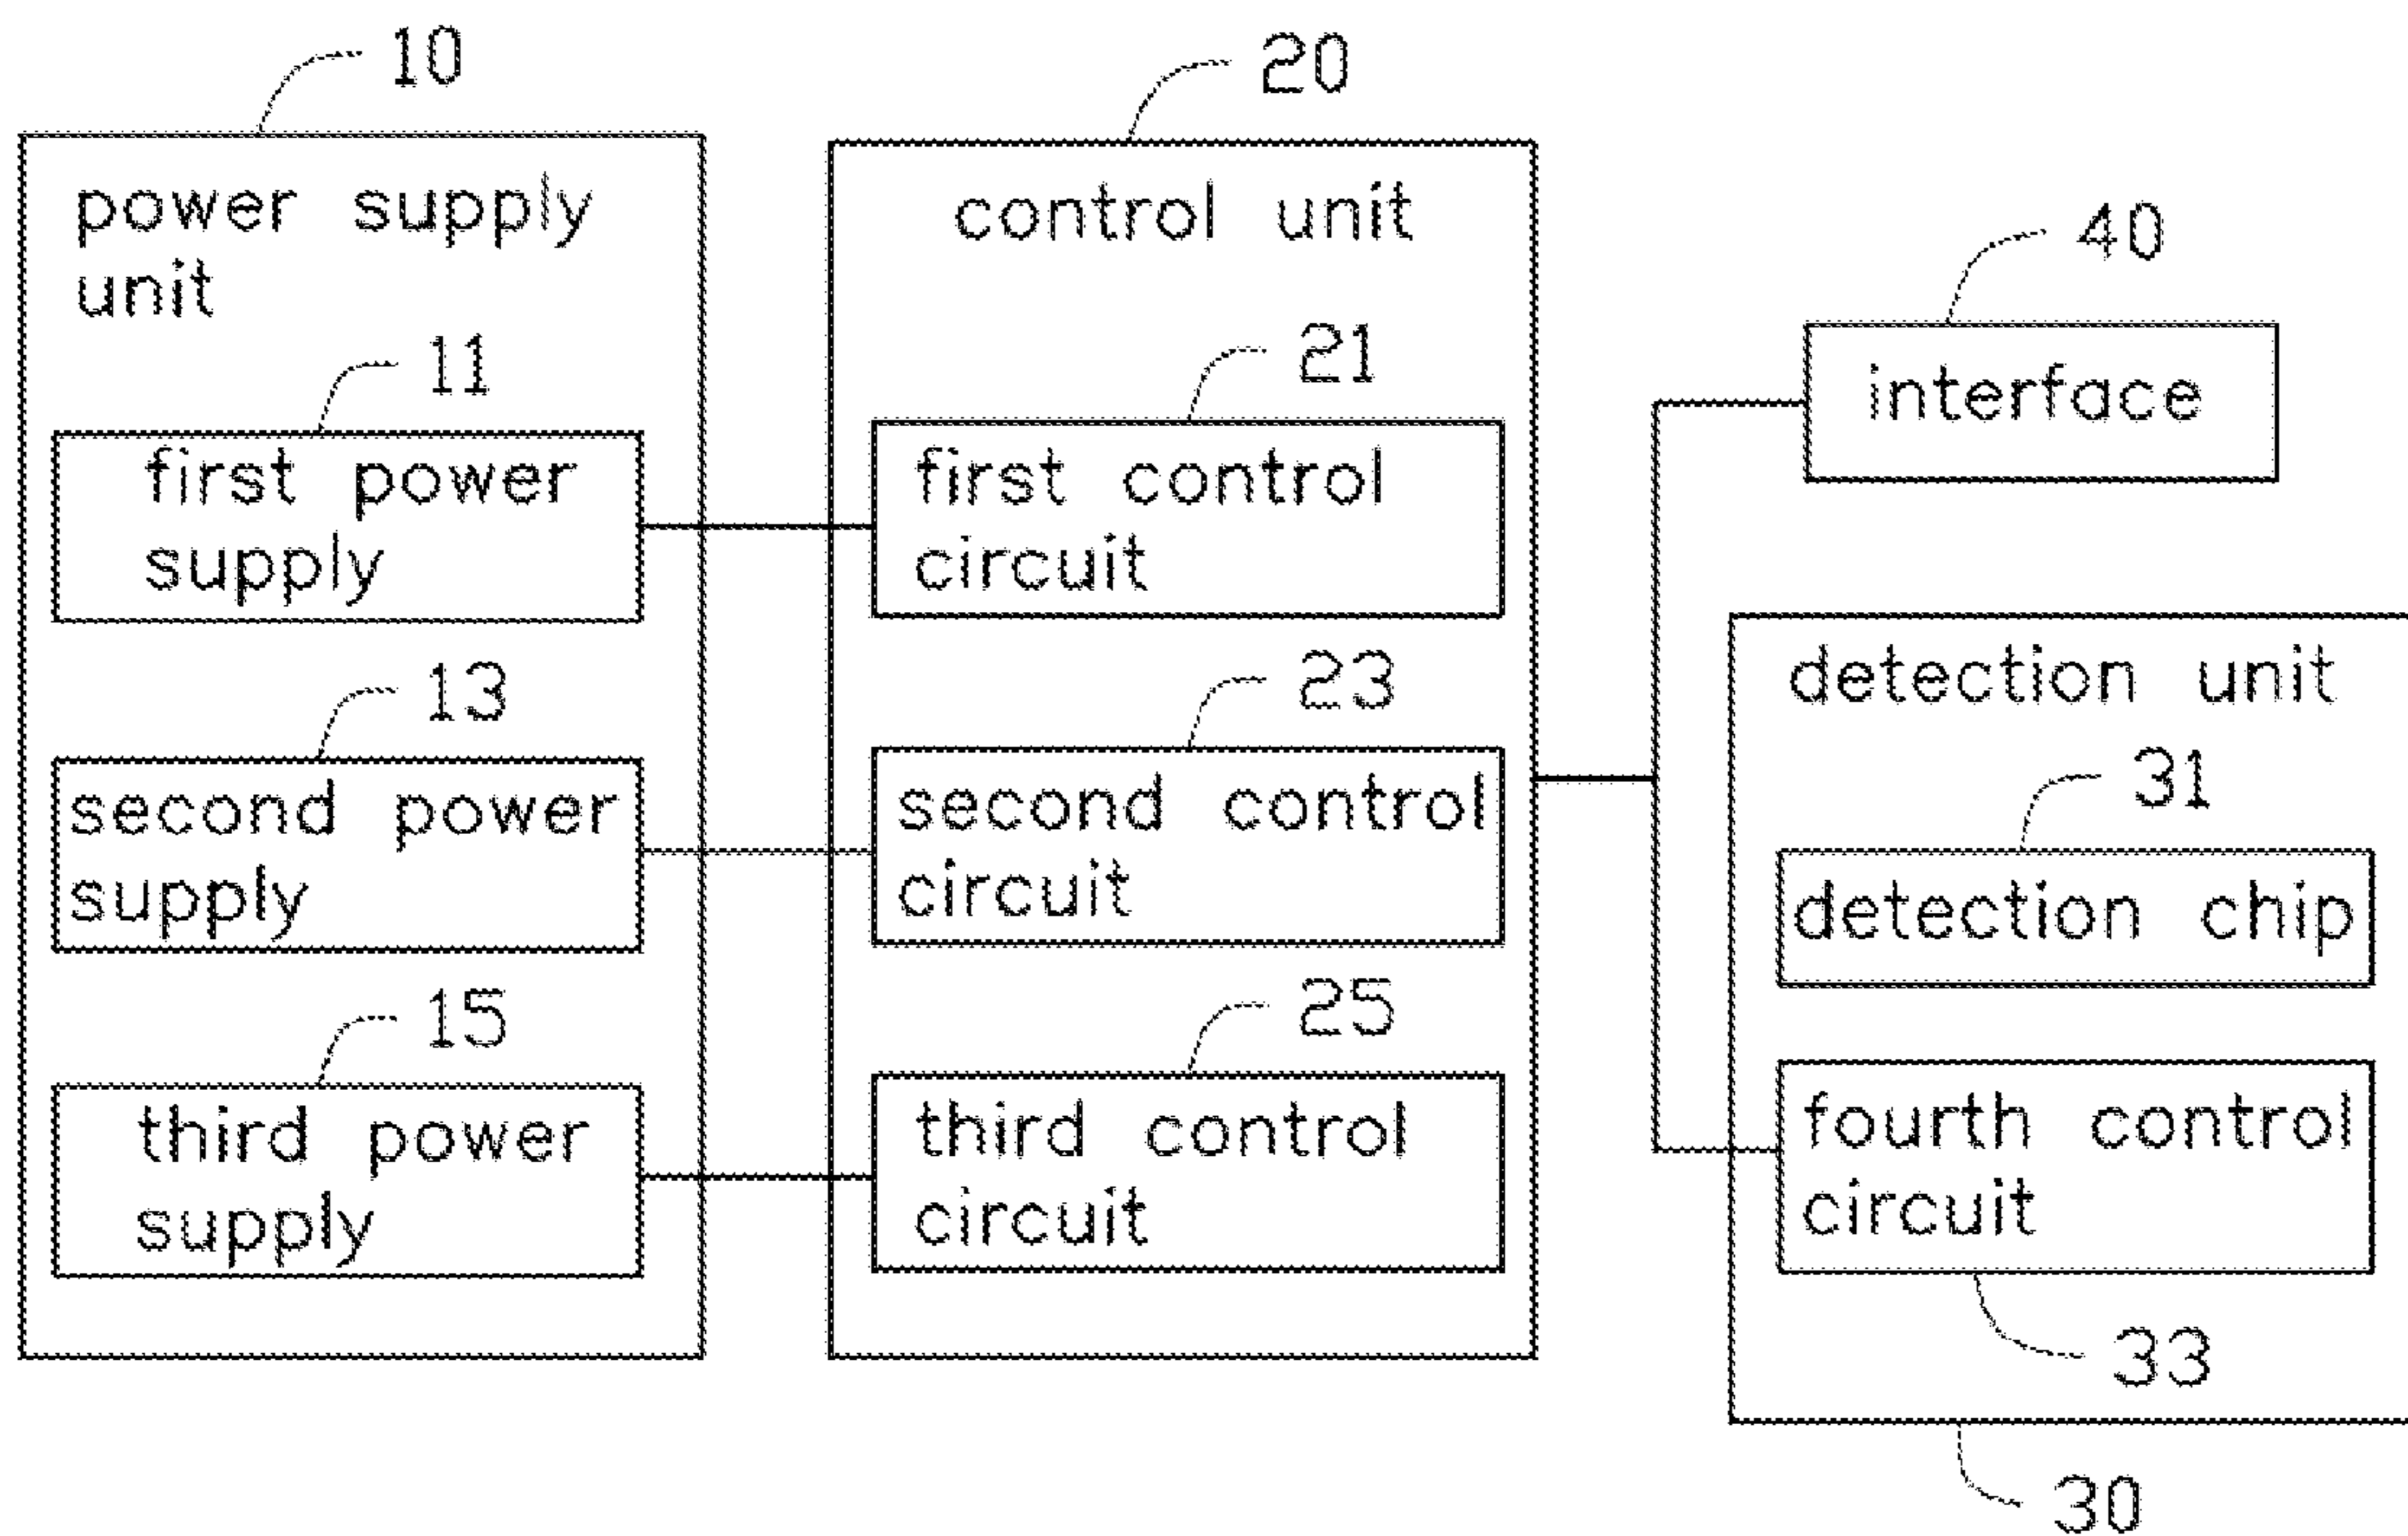 10
power supply
unit
11
first power
supply
13
second power
supply
15
third power
supply
20
control unit
21
first control
circuit
23
second control
circuit
25
third control
circuit
40
interface
detection unit
31
detection chip
fourth control
circuit
33
30